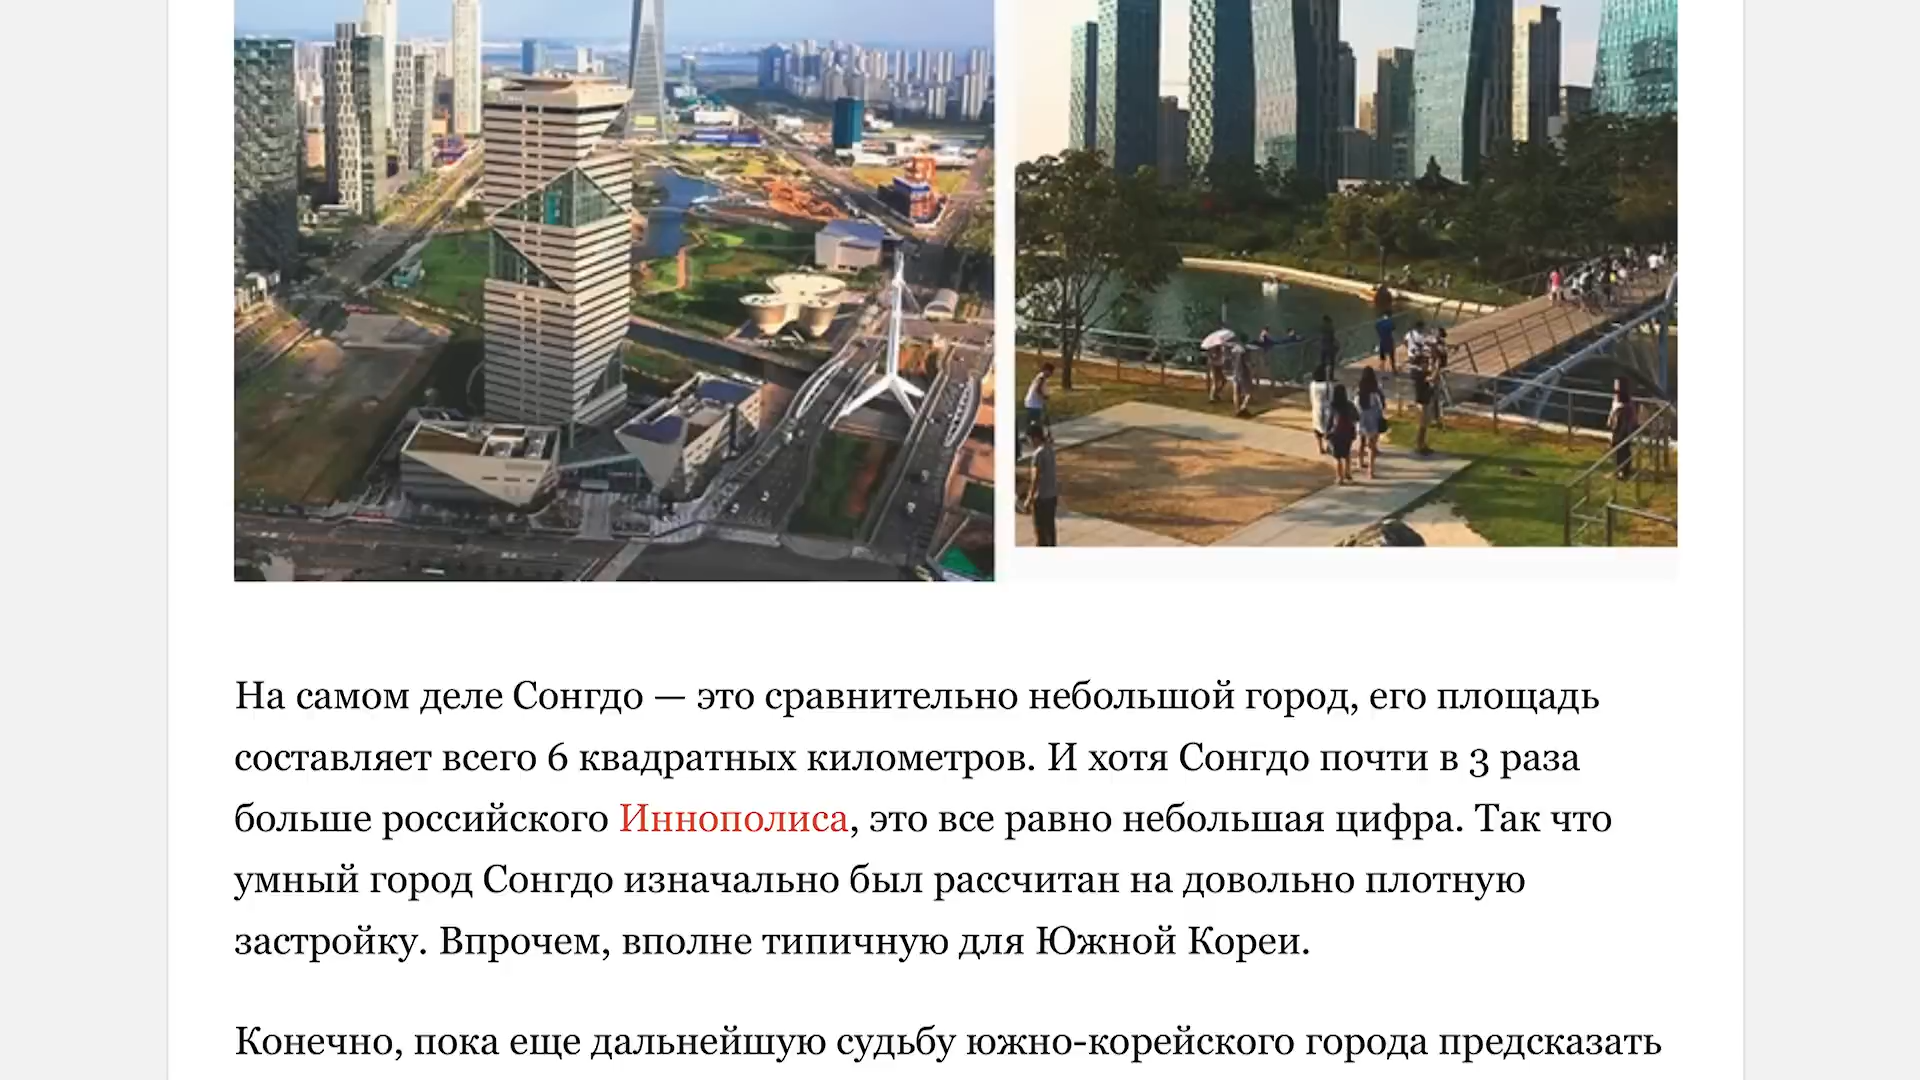 На самом деле Сонгдо — это сравнительно небольшой город, его площадь
составляет всего 6 квадратных километров. И хотя Сонгдо почти в 3 раза
больше российского Иннополиса, это все равно небольшая цифра. Так что
умный город Сонгдо изначально был рассчитан на довольно плотную
застройку. Впрочем, вполне типичную для Южной Кореи.
Конечно, пока еще дальнейшую судьбу южно-корейского города предсказать